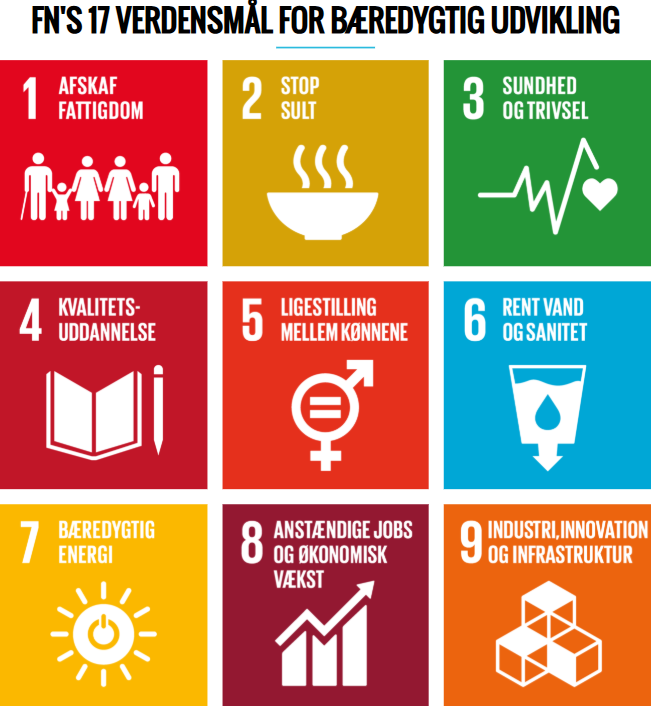 FN'S 17 VERDENSMÅL FOR BÆREDYGTIG UDVIKLING
1 AFSKAF
FATTIGDOM
2 STOP
SULT
3 SUNDHED
OG TRIVSEL
4 KVALITETS-
UDDANNELSE
5 LIGESTILLING
MELLEM KØNNENE
6 RENT VAND
OG SANITET
7 BÆREDYGTIG
ENERGI
8 ANSTÆNDIGE JOBS
OG ØKONOMISK
VÆKST
9 INDUSTRI, INNOVATION
OG INFRASTRUKTUR